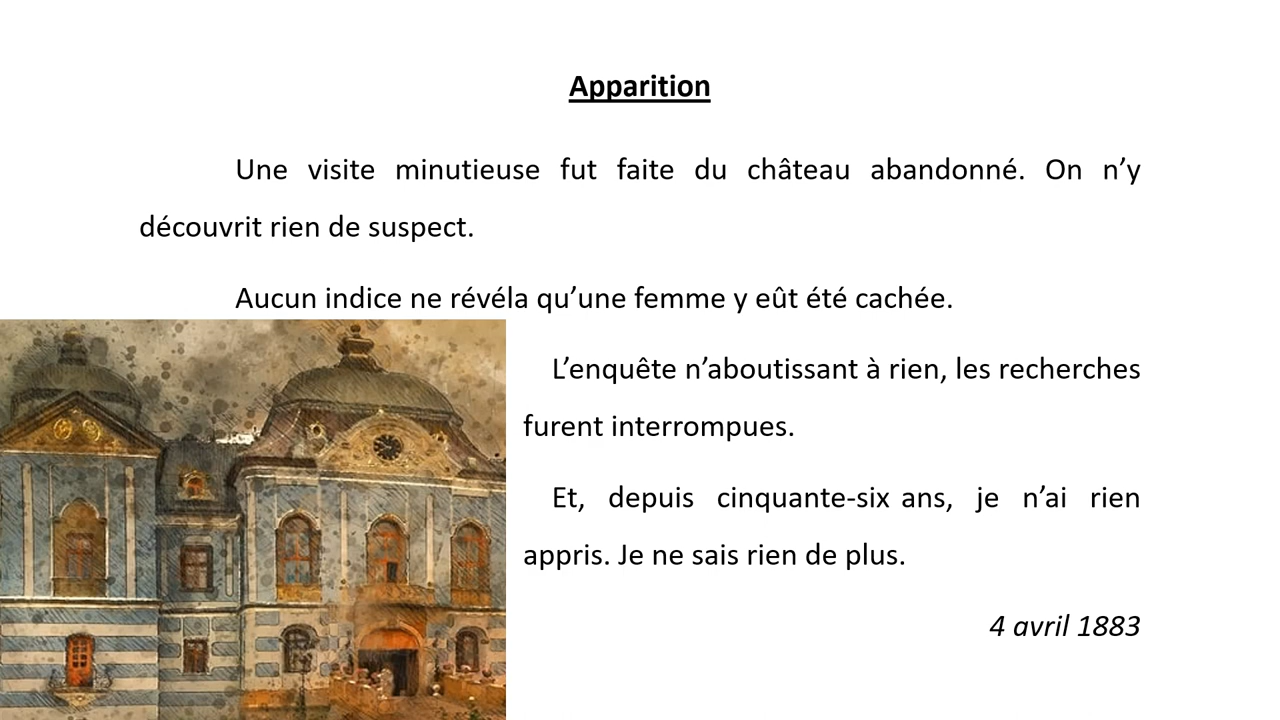 Apparition
Une visite minutieuse fut faite du château abandonné. On n’y
découvrit rien de suspect.
Aucun indice ne révéla qu’une femme y eût été cachée.
L’enquête n’aboutissant à rien, les recherches
furent interrompues.
Et, depuis cinquante-six ans, je n’ai rien
appris. Je ne sais rien de plus.
4 avril 1883